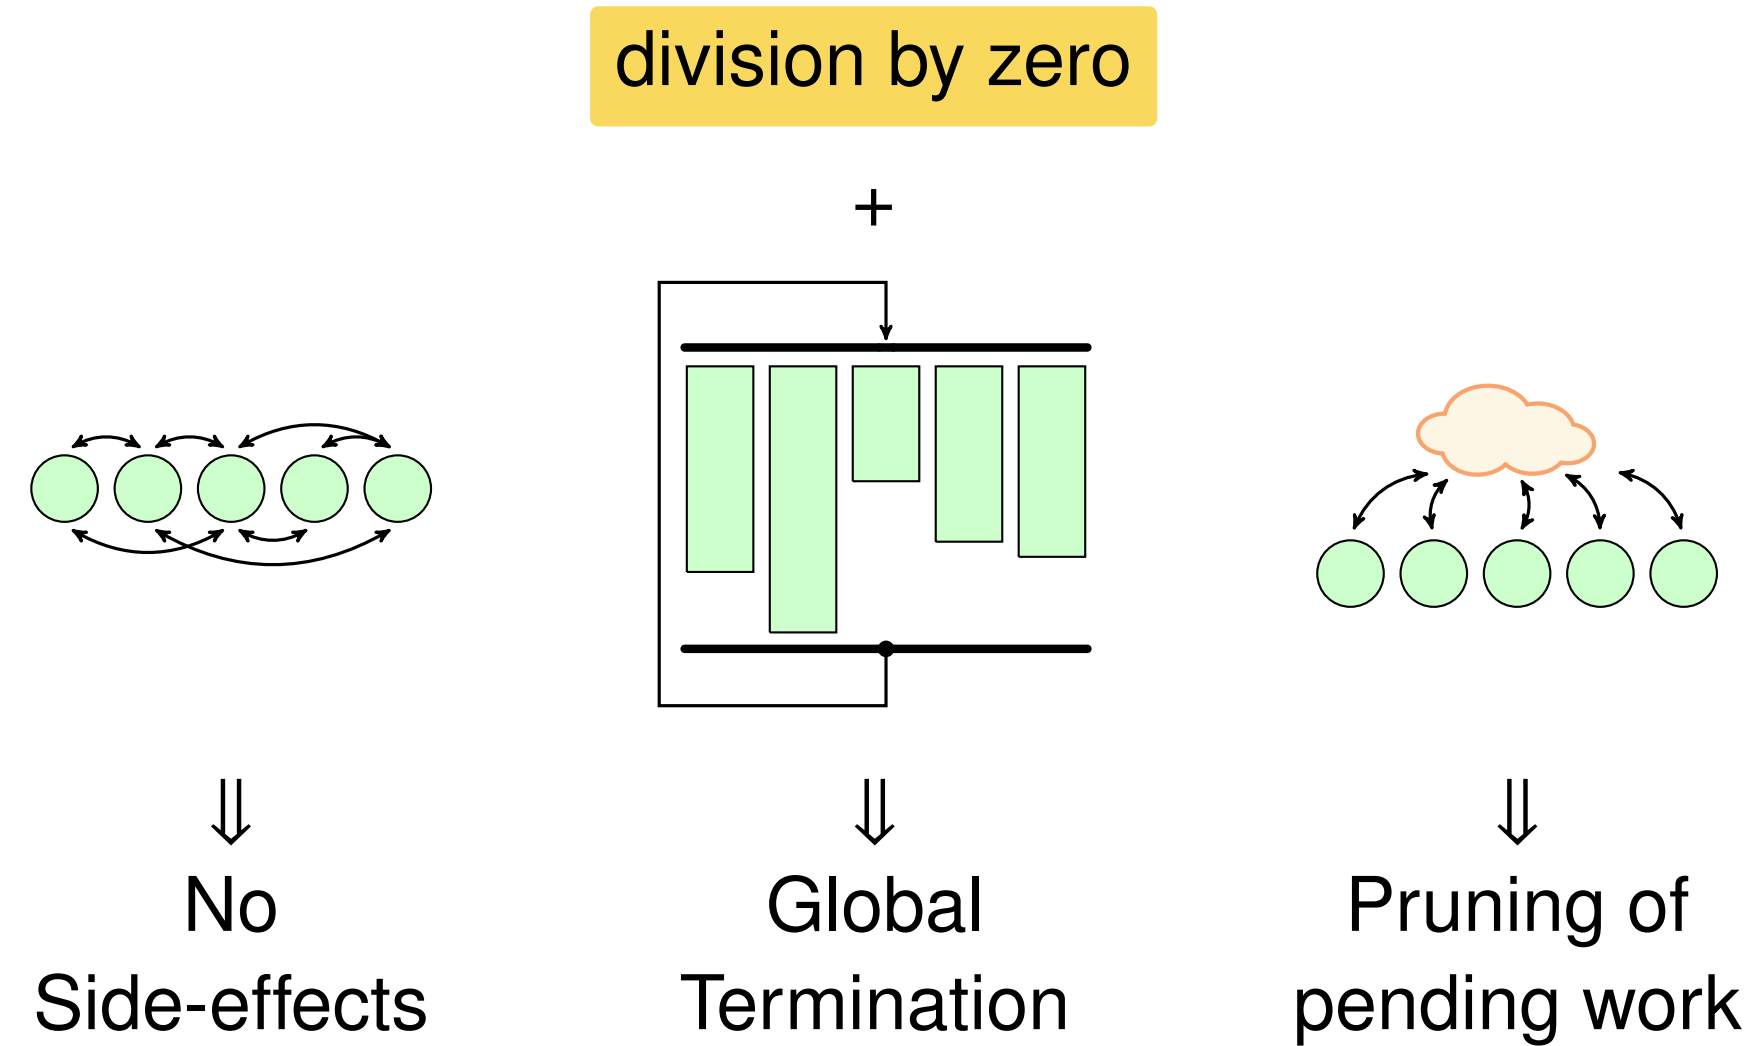 division by zero
+
⇓ ⇓ ⇓
No
Side-effects
Global
Termination
Pruning of
pending work